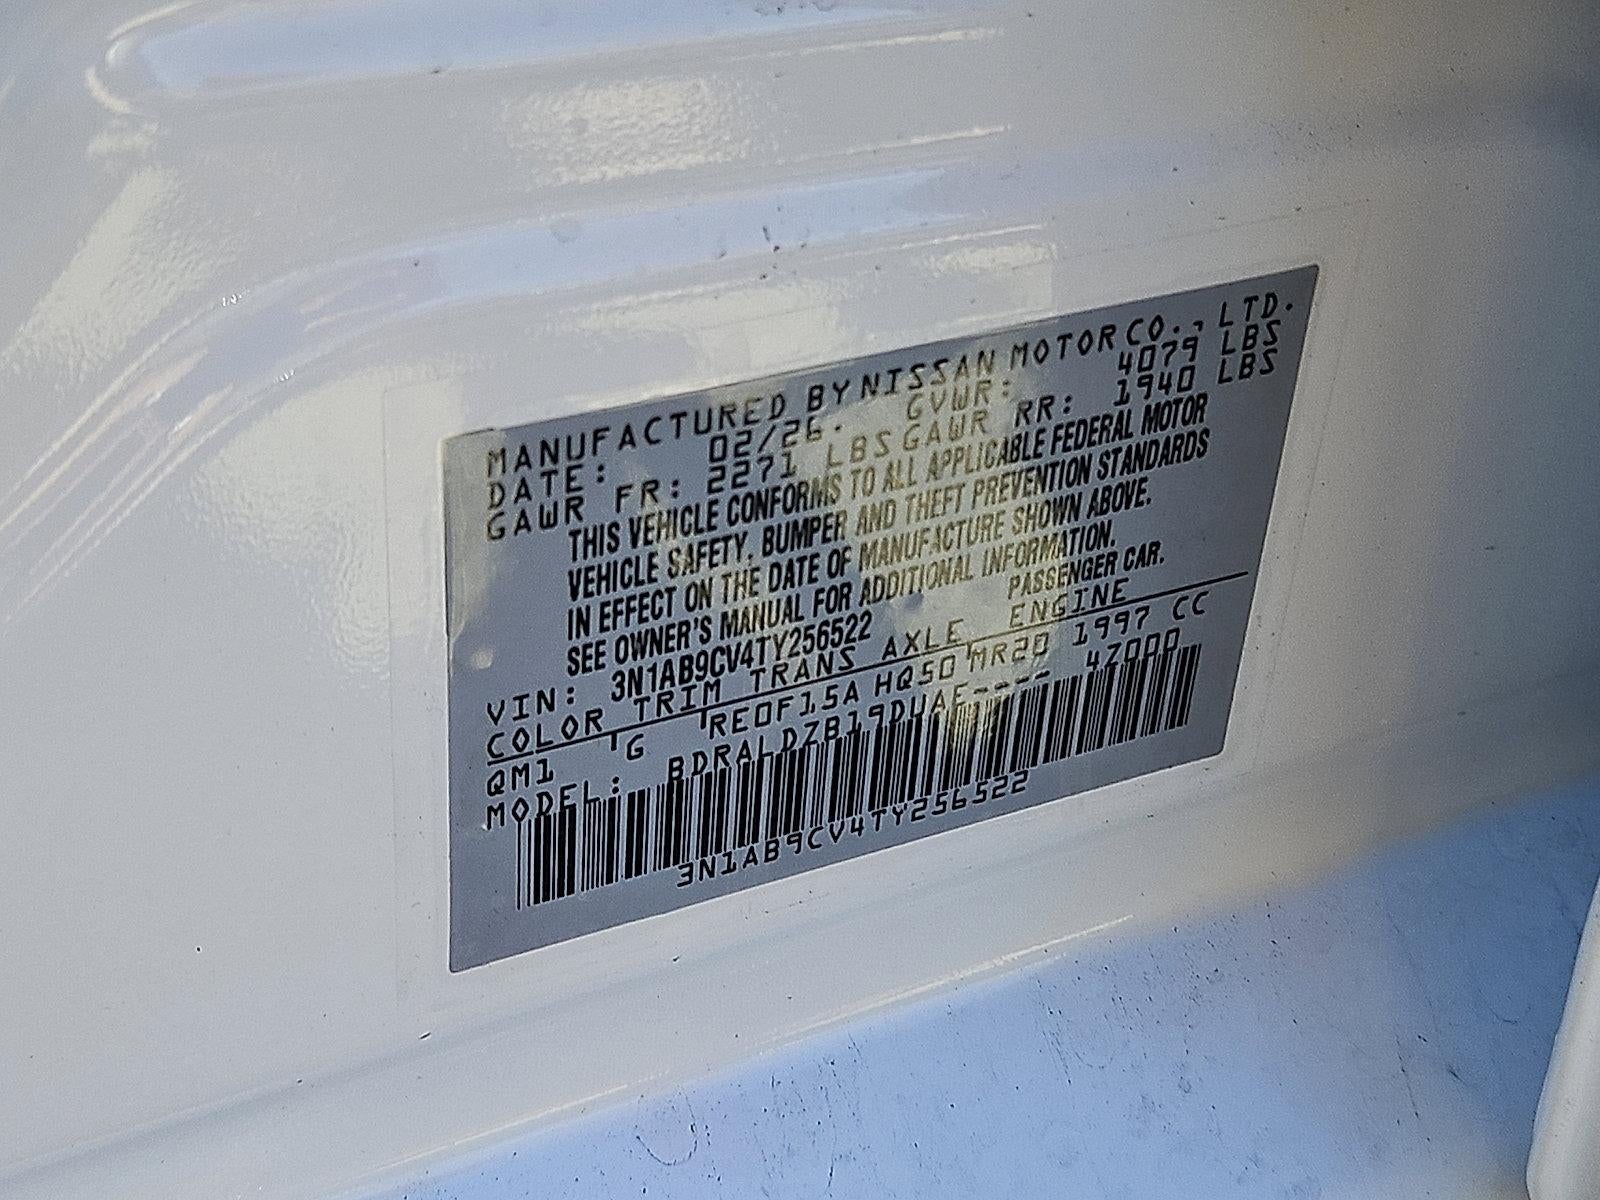 MANUFACTURED BY NISSAN MOTOR CO., LTD.
DATE: 02/26. GVWR: 4079 LBS
GAWR FR: 2271 LBS GAWR RR: 1940 LBS
THIS VEHICLE CONFORMS TO ALL APPLICABLE FEDERAL MOTOR
VEHICLE SAFETY, BUMPER AND THEFT PREVENTION STANDARDS
IN EFFECT ON THE DATE OF MANUFACTURE SHOWN ABOVE.
SEE OWNER'S MANUAL FOR ADDITIONAL INFORMATION.
VIN: 3N1AB9CV4TY256522 PASSENGER CAR.
COLOR TRIM TRANS AXLE ENGINE
QM1 G RE0F15A HQ50 MR20 1997 CC
MODEL: BDRALDZB19DUAF---- 47000
3N1AB9CV4TY256522